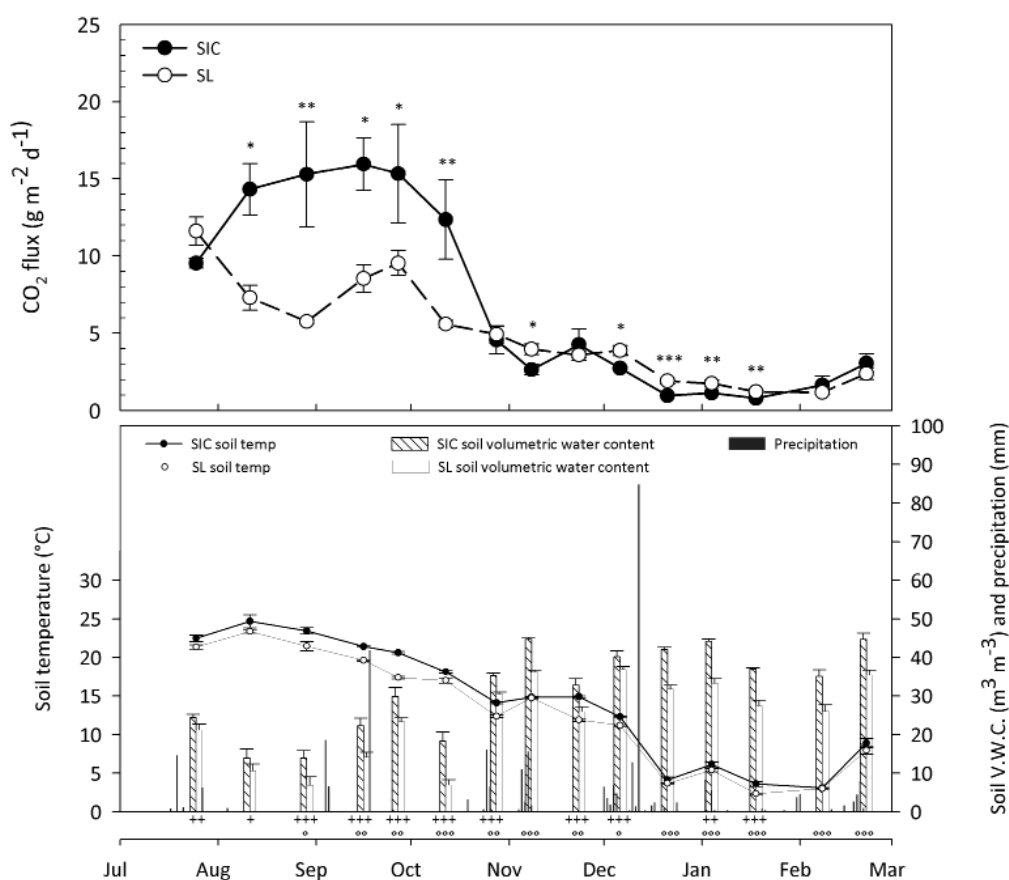 25
20
15
10
5
0
CO₂ flux (g m⁻² d⁻¹)
SIC
SL
* ** * * ** * * *** ** **
SIC soil temp
SL soil temp
SIC soil volumetric water content
SL soil volumetric water content
Precipitation
Soil temperature (°C)
30
25
20
15
10
5
0
100
90
80
70
60
50
40
30
20
10
0
Soil V.W.C. (m³ m⁻³) and precipitation (mm)
++ + +++ +++ +++ +++ +++ +++ +++ ++ +++
° °° °° °°° °° °°° °° ° °°° °°° °°° °°° °°°
Jul Aug Sep Oct Nov Dec Jan Feb Mar